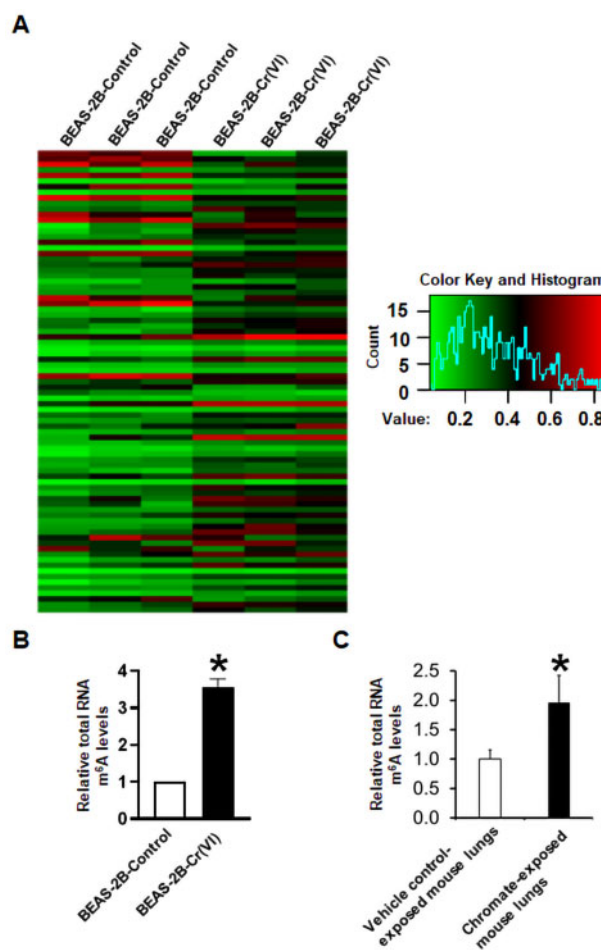 A
BEAS-2B-Control
BEAS-2B-Control
BEAS-2B-Control
BEAS-2B-Cr(VI)
BEAS-2B-Cr(VI)
BEAS-2B-Cr(VI)
Color Key and Histogram
Count
15
10
5
0
Value: 0.2 0.4 0.6 0.8
B
Relative total RNA
m⁶A levels
4
3
2
1
0
*
BEAS-2B-Control
BEAS-2B-Cr(VI)
C
Relative total RNA
m⁶A levels
2.5
2.0
1.5
1.0
0.5
0.0
*
Vehicle control-
exposed mouse lungs
Chromate-exposed
mouse lungs